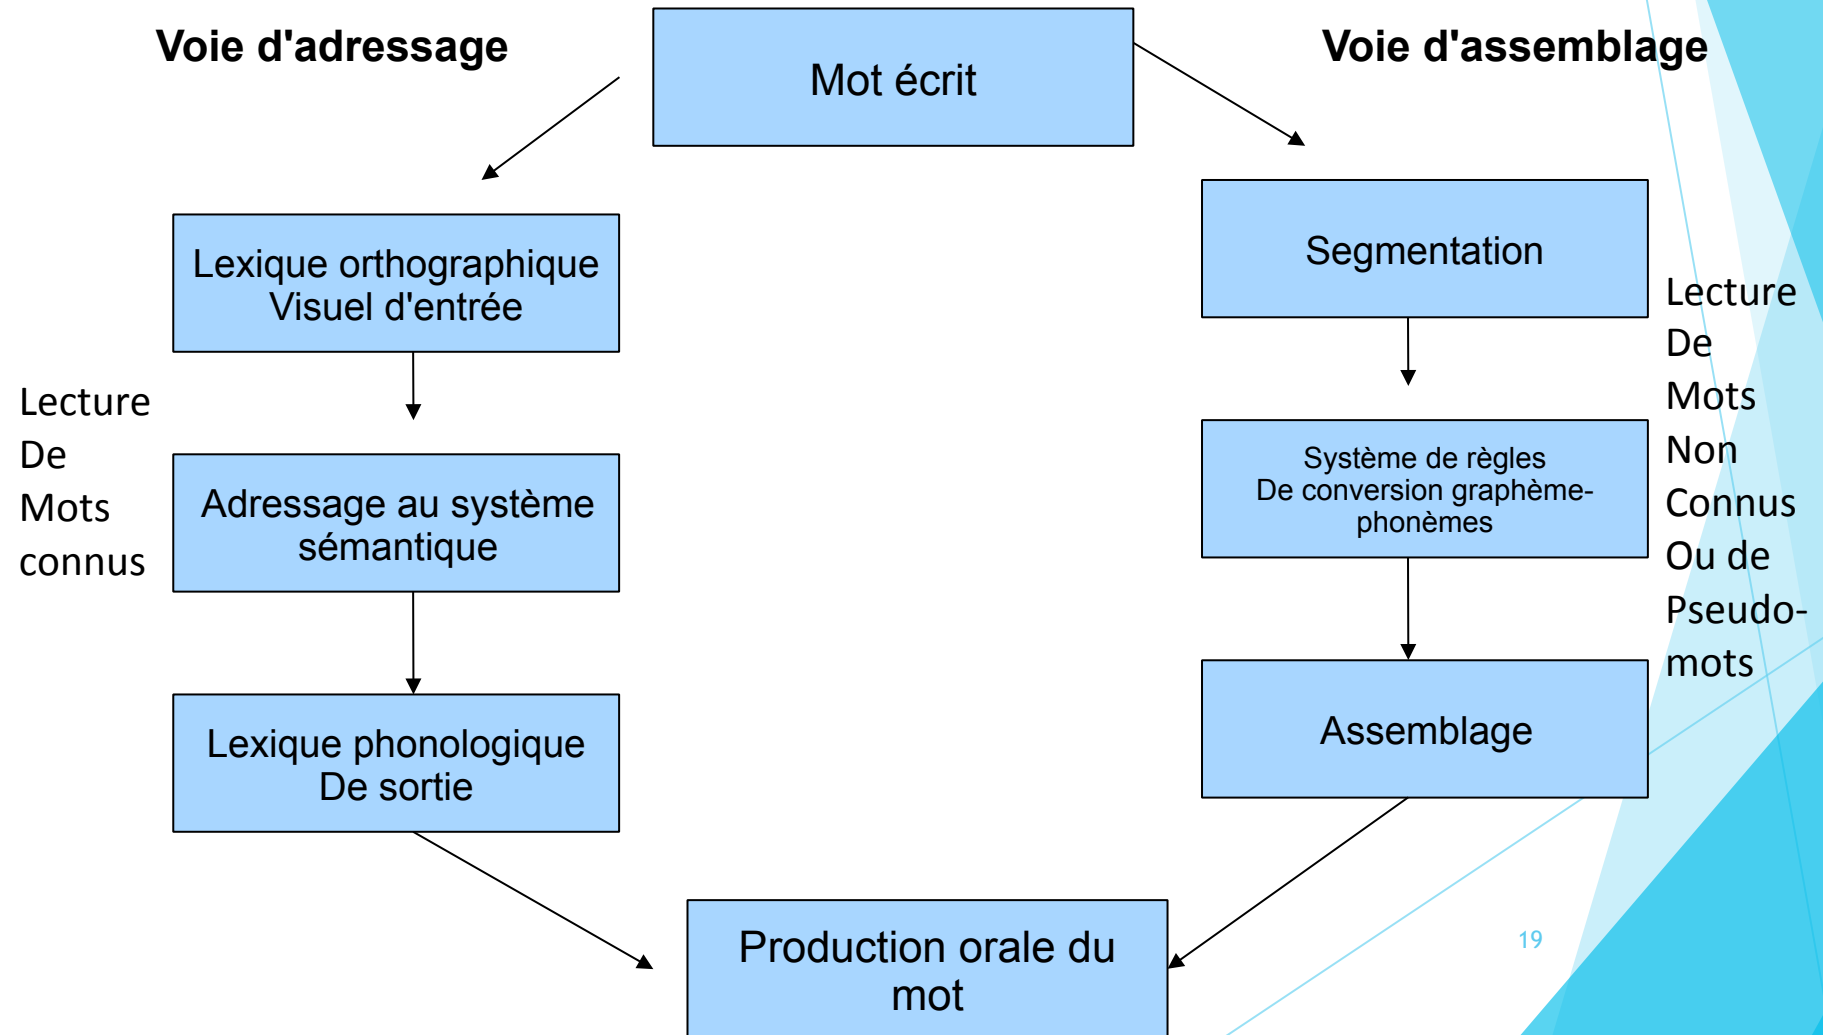 Voie d'adressage
Mot écrit
Voie d'assemblage
Lexique orthographique
Visuel d'entrée
Segmentation
Lecture
De
Mots
connus
Adressage au système
sémantique
Système de règles
De conversion graphème-
phonèmes
Lecture
De
Mots
Non
Connus
Ou de
Pseudo-
mots
Lexique phonologique
De sortie
Assemblage
Production orale du
mot
19